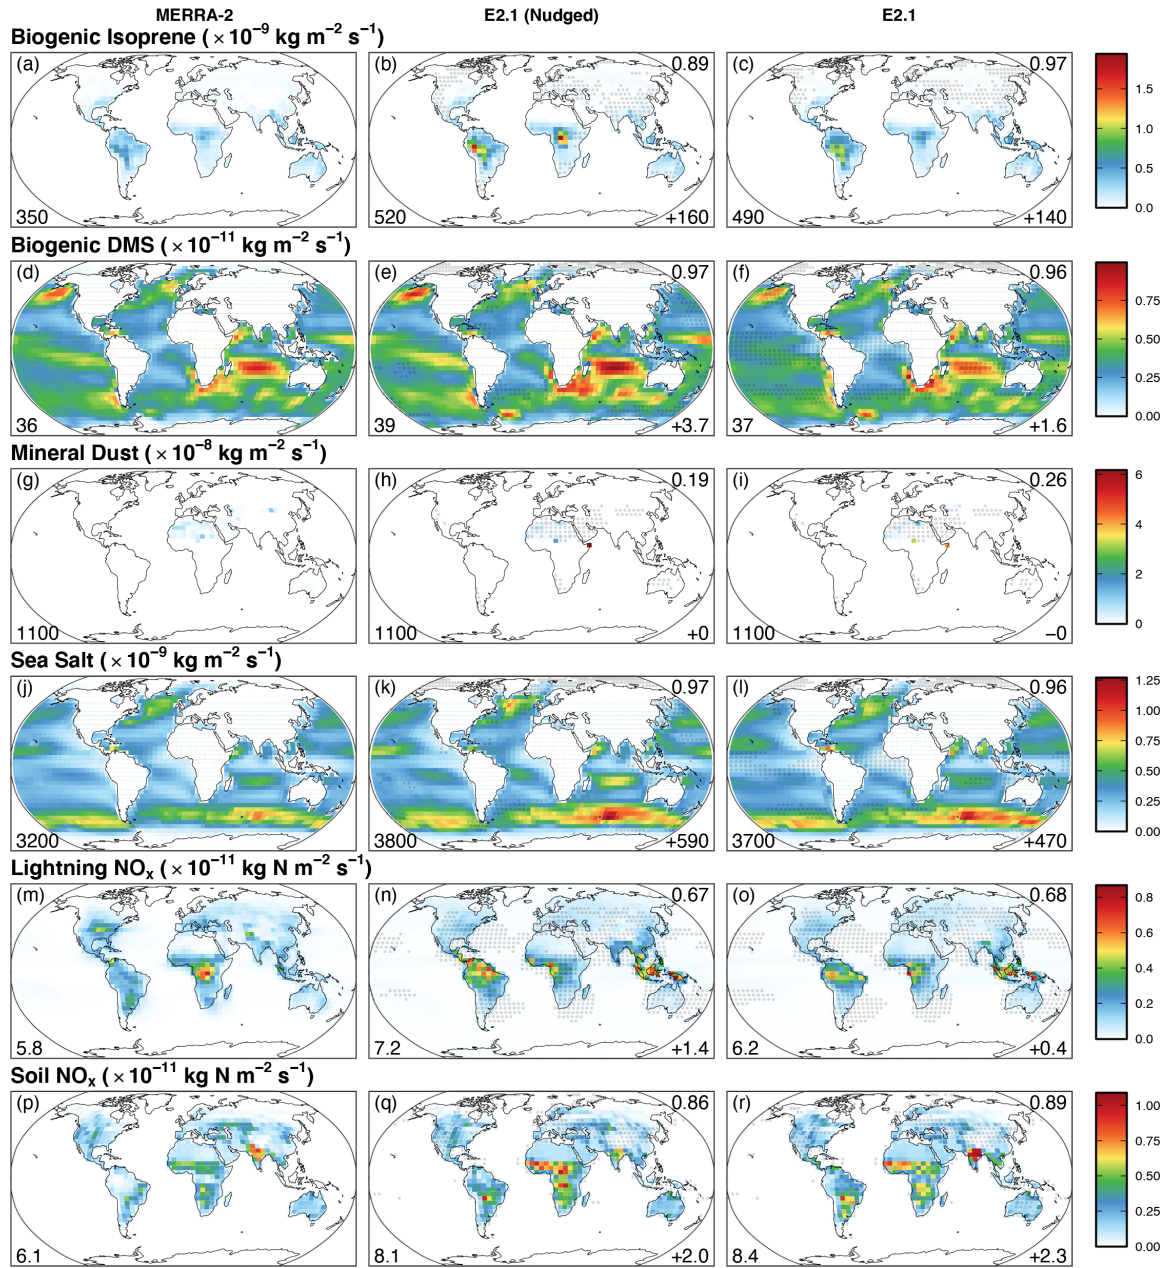 MERRA-2 E2.1 (Nudged) E2.1
Biogenic Isoprene (×10⁻⁹ kg m⁻² s⁻¹)
(a) (b) 0.89 (c) 0.97
1.5
1.0
0.5
0.0
350 520 +160 490 +140
Biogenic DMS (×10⁻¹¹ kg m⁻² s⁻¹)
(d) (e) 0.97 (f) 0.96
0.75
0.50
0.25
0.00
36 39 +3.7 37 +1.6
Mineral Dust (×10⁻⁸ kg m⁻² s⁻¹)
(g) (h) 0.19 (i) 0.26
6
4
2
0
1100 1100 +0 1100 −0
Sea Salt (×10⁻⁹ kg m⁻² s⁻¹)
(j) (k) 0.97 (l) 0.96
1.25
1.00
0.75
0.50
0.25
0.00
3200 3800 +590 3700 +470
Lightning NOₓ (×10⁻¹¹ kg N m⁻² s⁻¹)
(m) (n) 0.67 (o) 0.68
0.8
0.6
0.4
0.2
0.0
5.8 7.2 +1.4 6.2 +0.4
Soil NOₓ (×10⁻¹¹ kg N m⁻² s⁻¹)
(p) (q) 0.86 (r) 0.89
1.00
0.75
0.50
0.25
0.00
6.1 8.1 +2.0 8.4 +2.3